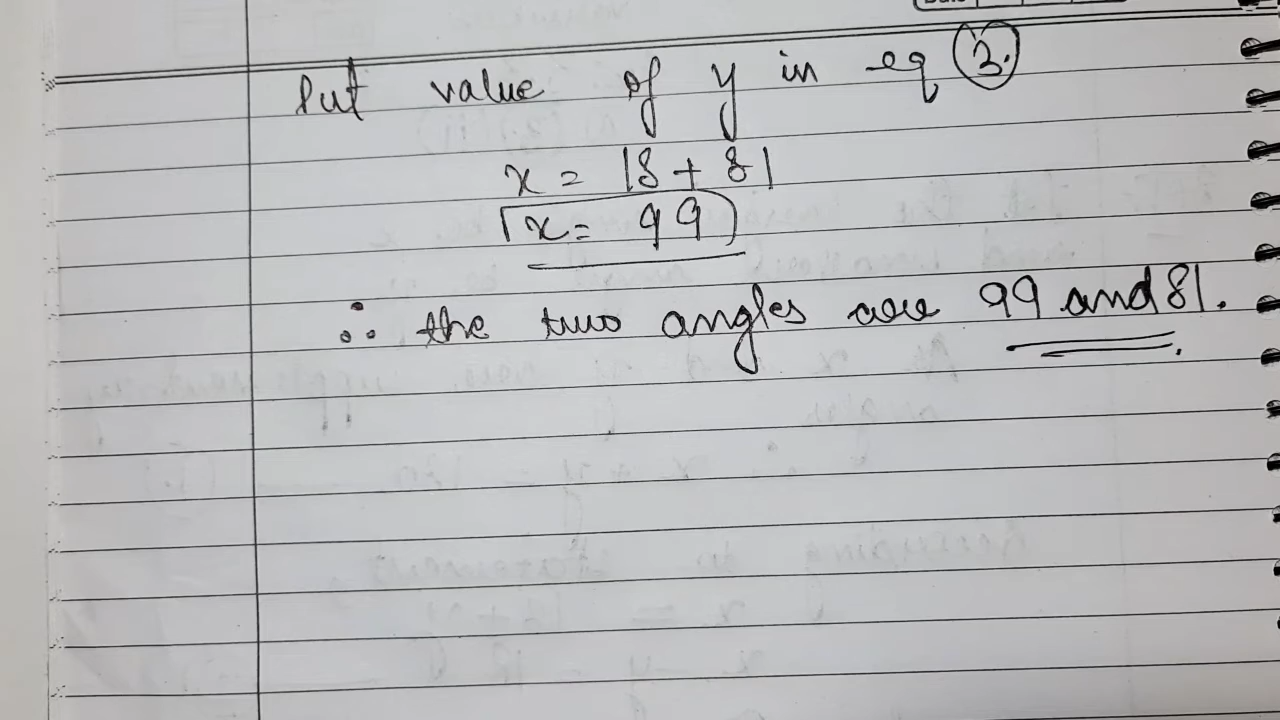 Put value of y in eq 3.
x = 18 + 81
x = 99
∴ the two angles are 99 and 81.